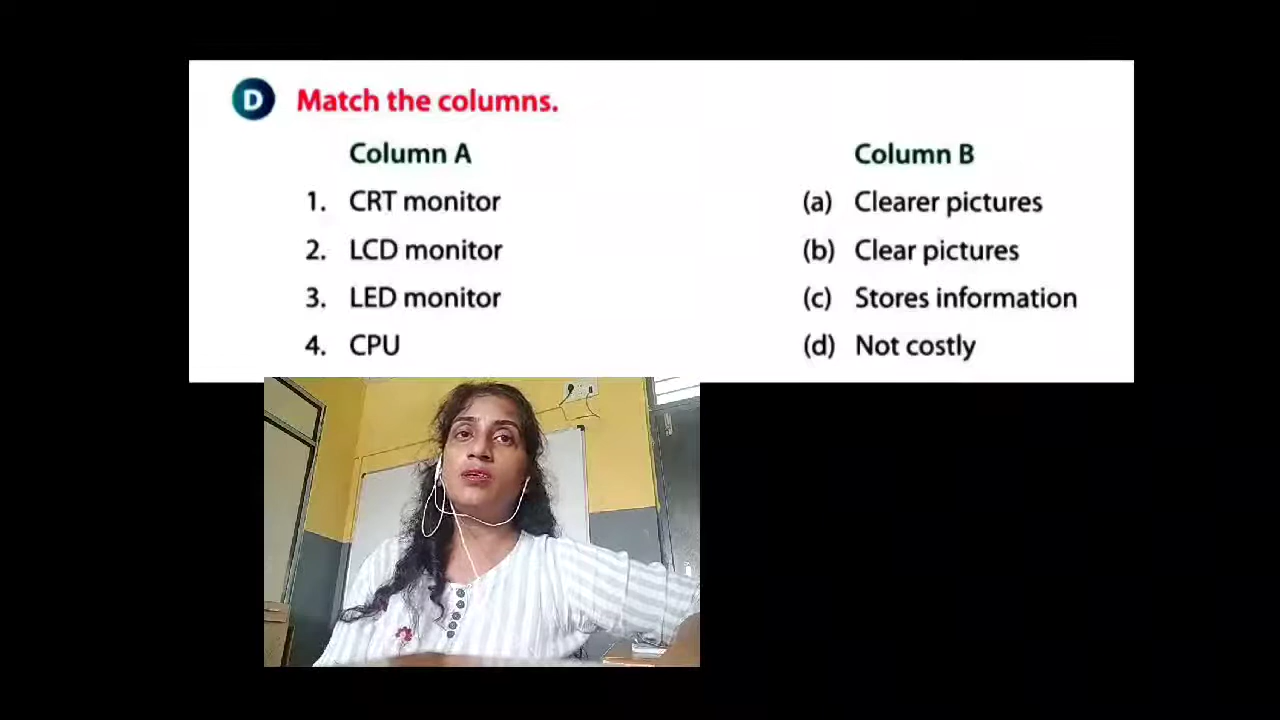 D Match the columns.
Column A Column B
1. CRT monitor (a) Clearer pictures
2. LCD monitor (b) Clear pictures
3. LED monitor (c) Stores information
4. CPU (d) Not costly